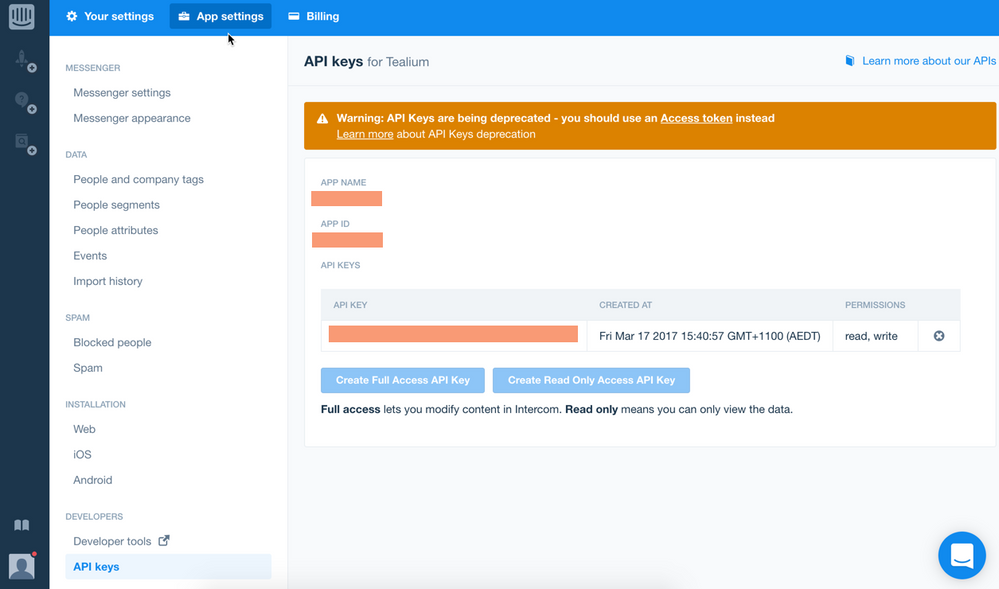 Your settings
App settings
Billing
MESSENGER
Messenger settings
Messenger appearance
DATA
People and company tags
People segments
People attributes
Events
Import history
SPAM
Blocked people
Spam
INSTALLATION
Web
iOS
Android
DEVELOPERS
Developer tools
API keys
API keys for Tealium
Learn more about our APIs
Warning: API Keys are being deprecated - you should use an Access token instead
Learn more about API Keys deprecation
APP NAME
APP ID
API KEYS
API KEY CREATED AT PERMISSIONS
Fri Mar 17 2017 15:40:57 GMT+1100 (AEDT) read, write
Create Full Access API Key Create Read Only Access API Key
Full access lets you modify content in Intercom. Read only means you can only view the data.